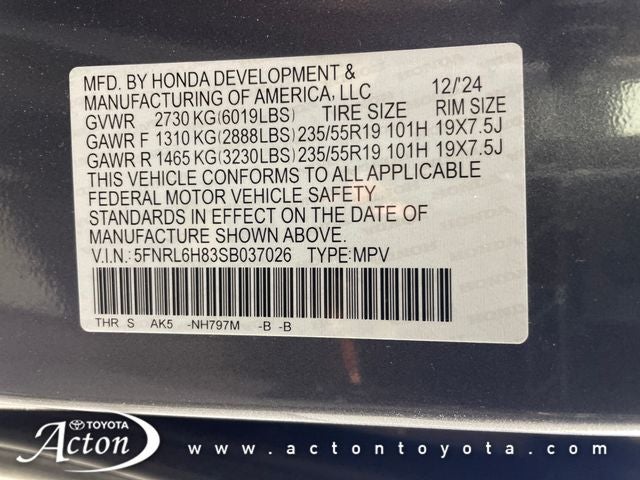 MFD. BY HONDA DEVELOPMENT &
MANUFACTURING OF AMERICA, LLC 12/'24
GVWR 2730 KG(6019LBS) TIRE SIZE RIM SIZE
GAWR F 1310 KG(2888LBS) 235/55R19 101H 19X7.5J
GAWR R 1465 KG(3230LBS) 235/55R19 101H 19X7.5J
THIS VEHICLE CONFORMS TO ALL APPLICABLE
FEDERAL MOTOR VEHICLE SAFETY
STANDARDS IN EFFECT ON THE DATE OF
MANUFACTURE SHOWN ABOVE.
V.I.N.: 5FNRL6H83SB037026 TYPE:MPV
THR S AK5 -NH797M -B -B
TOYOTA
Acton
www.actontoyota.com